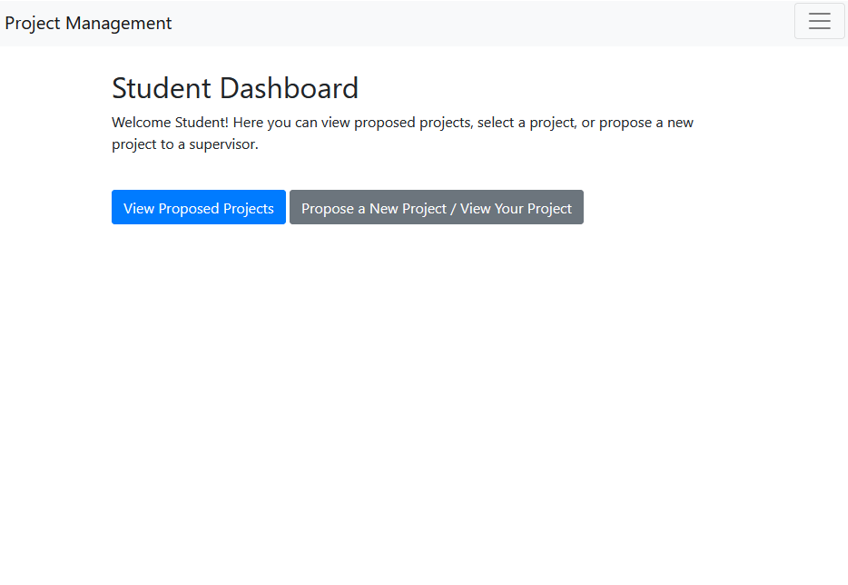 Project Management
Student Dashboard
Welcome Student! Here you can view proposed projects, select a project, or propose a new
project to a supervisor.
View Proposed Projects
Propose a New Project / View Your Project